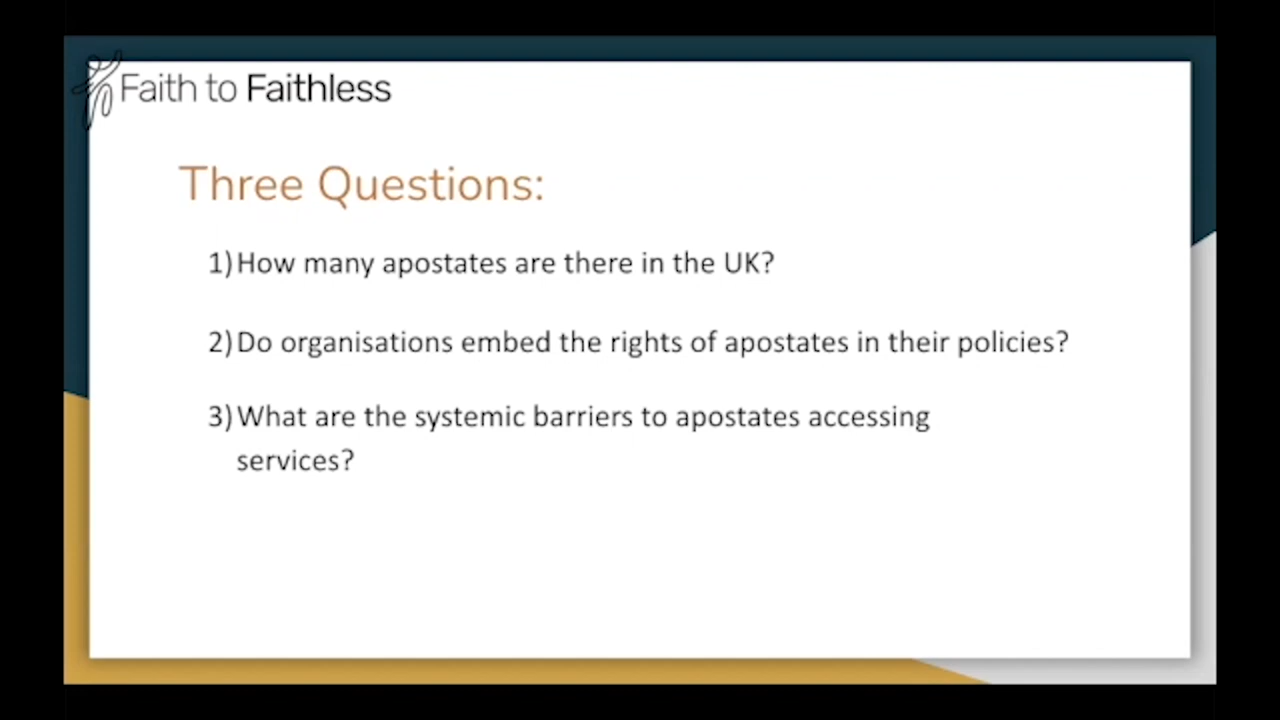 Faith to Faithless
Three Questions:
1) How many apostates are there in the UK?
2) Do organisations embed the rights of apostates in their policies?
3) What are the systemic barriers to apostates accessing
services?